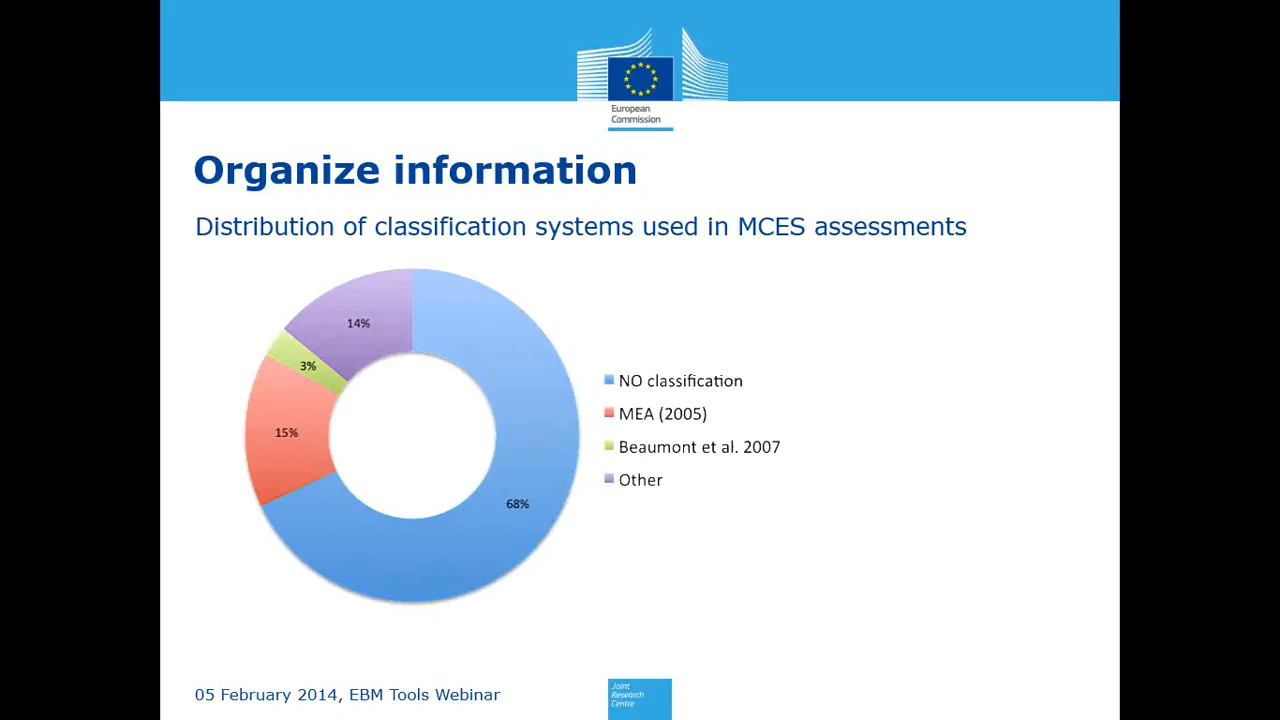 European
Commission
Organize information
Distribution of classification systems used in MCES assessments
14%
3%
15%
68%
NO classification
MEA (2005)
Beaumont et al. 2007
Other
05 February 2014, EBM Tools Webinar
Joint
Research
Centre